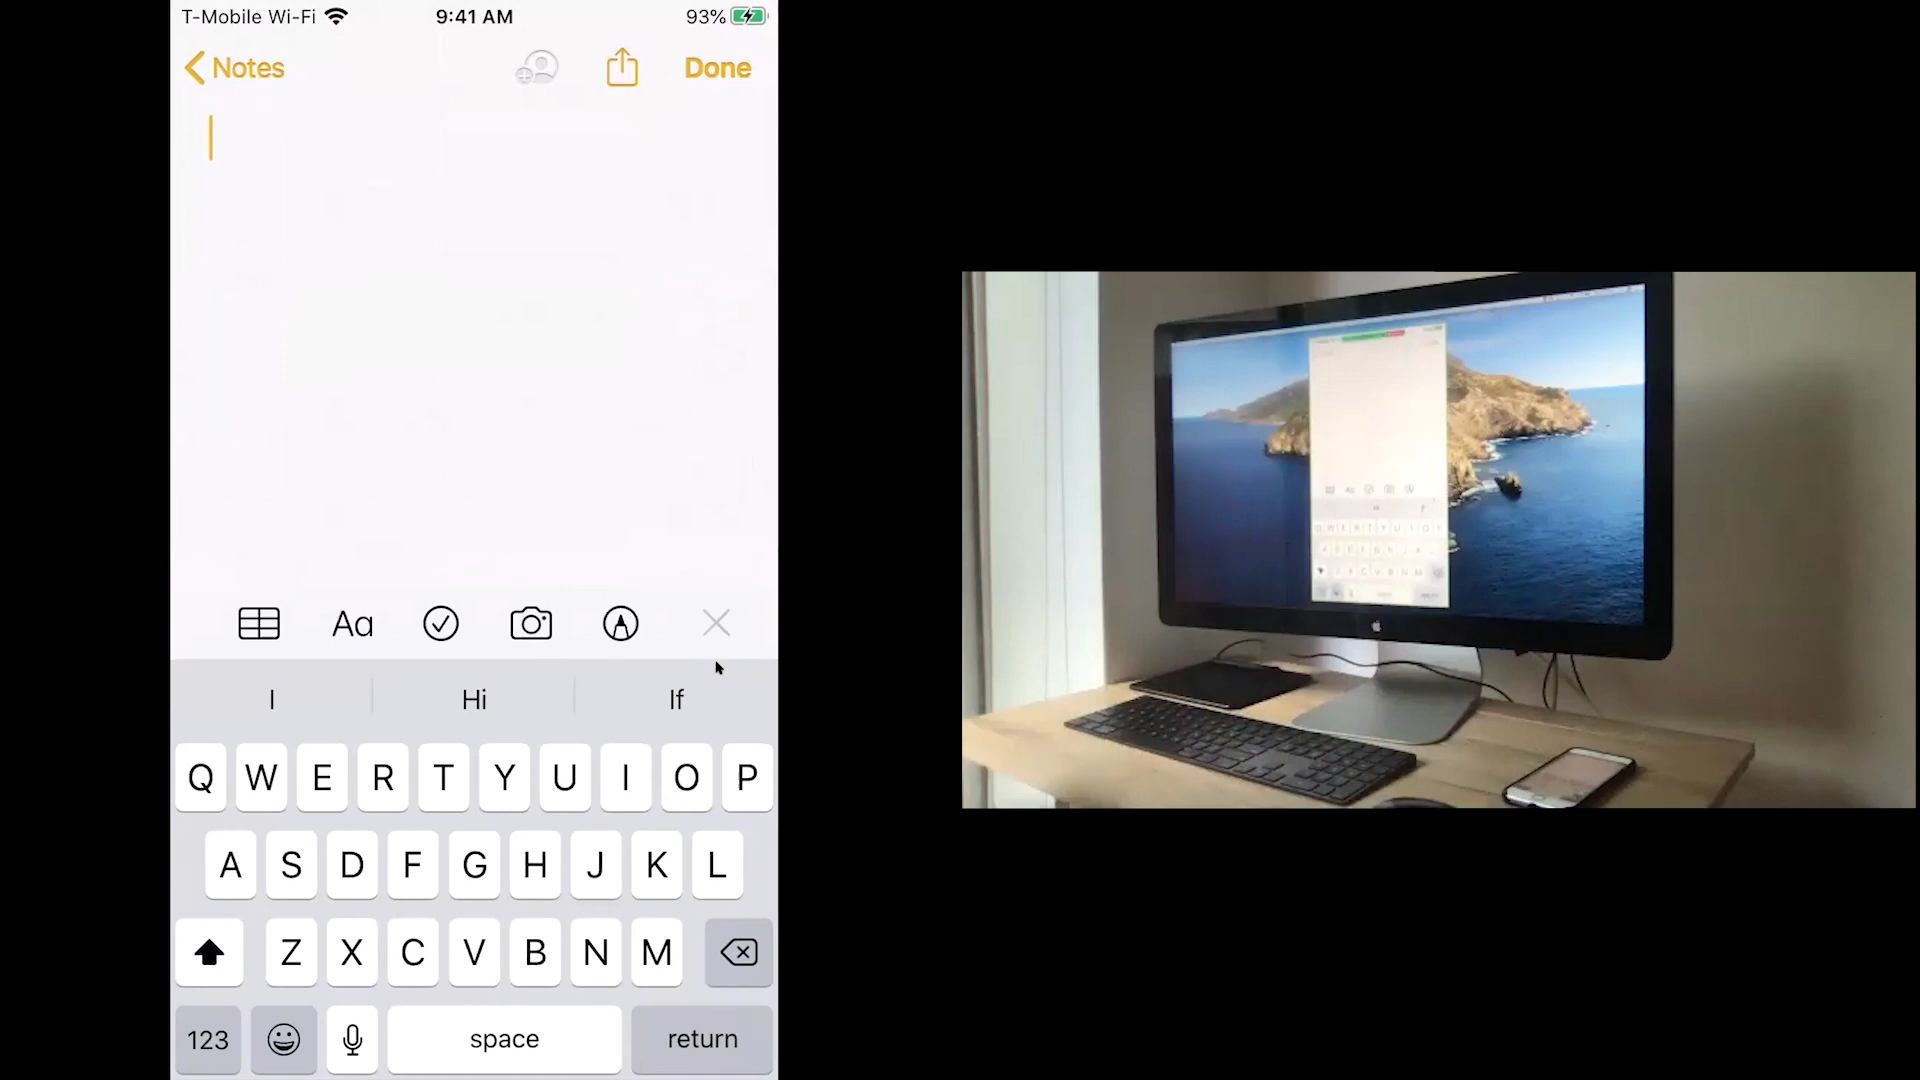 T-Mobile Wi-Fi 9:41 AM 93%
Notes Done
Aa
I Hi If
Q W E R T Y U I O P
A S D F G H J K L
Z X C V B N M
123 space return